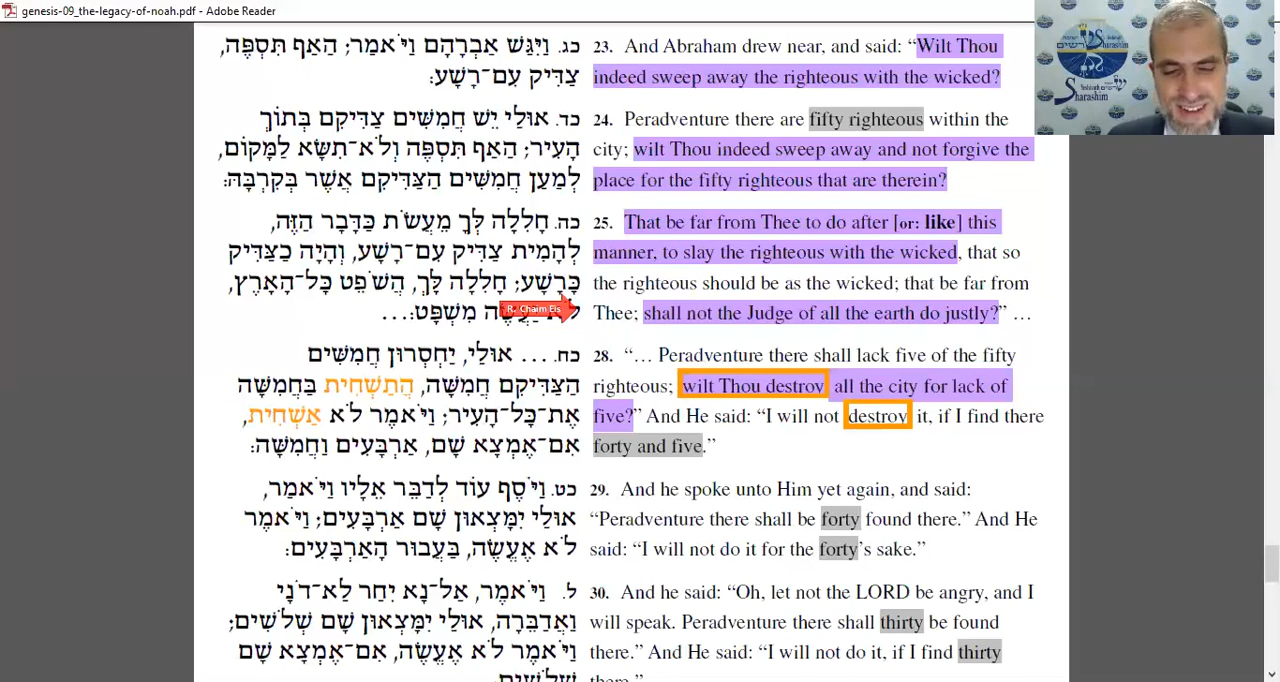 genesis-09_the-legacy-of-noah.pdf - Adobe Reader
Sharashim
שרשים
Yeshivat שרשים
Sharashim
כג. וַיִּגַּשׁ אַבְרָהָם וַיֹּאמַר; הַאַף תִּסְפֶּה,
צַדִּיק עִם־רָשָׁע:
23. And Abraham drew near, and said: “Wilt Thou
indeed sweep away the righteous with the wicked?
כד. אוּלַי יֵשׁ חֲמִשִּׁים צַדִּיקִם בְּתוֹךְ
הָעִיר; הַאַף תִּסְפֶּה וְלֹא־תִשָּׂא לַמָּקוֹם,
לְמַעַן חֲמִשִּׁים הַצַּדִּיקִם אֲשֶׁר בְּקִרְבָּהּ:
24. Peradventure there are fifty righteous within the
city; wilt Thou indeed sweep away and not forgive the
place for the fifty righteous that are therein?
כה. חָלִלָה לְּךָ מֵעֲשֹׂת כַּדָּבָר הַזֶּה,
לְהָמִית צַדִּיק עִם־רָשָׁע, וְהָיָה כַצַּדִּיק
כָּרָשָׁע; חָלִלָה לָּךְ, הֲשֹׁפֵט כָּל־הָאָרֶץ,
מִשְׁפָּט:...
R. Chaim Eis
25. That be far from Thee to do after [or: like] this
manner, to slay the righteous with the wicked, that so
the righteous should be as the wicked; that be far from
Thee; shall not the Judge of all the earth do justly?” ...
כח. ... אוּלַי, יַחְסְרוּן חֲמִשִּׁים
הַצַּדִּיקִם חֲמִשָּׁה, הֲתַשְׁחִית בַּחֲמִשָּׁה
אֶת־כָּל־הָעִיר; וַיֹּאמֶר לֹא אַשְׁחִית,
אִם־אֶמְצָא שָׁם, אַרְבָּעִים וַחֲמִשָּׁה:
28. “... Peradventure there shall lack five of the fifty
righteous; wilt Thou destroy all the city for lack of
five?” And He said: “I will not destroy it, if I find there
forty and five.”
כט. וַיֹּסֶף עוֹד לְדַבֵּר אֵלָיו וַיֹּאמַר,
אוּלַי יִמָּצְאוּן שָׁם אַרְבָּעִים; וַיֹּאמֶר
לֹא אֶעֱשֶׂה, בַּעֲבוּר הָאַרְבָּעִים:
29. And he spoke unto Him yet again, and said:
“Peradventure there shall be forty found there.” And He
said: “I will not do it for the forty’s sake.”
ל. וַיֹּאמֶר, אַל־נָא יִחַר לַא־דֹנָי
וַאֲדַבֵּרָה, אוּלַי יִמָּצְאוּן שָׁם שְׁלֹשִׁים;
וַיֹּאמֶר לֹא אֶעֱשֶׂה, אִם־אֶמְצָא שָׁם
שְׁלֹשִׁים.
30. And he said: “Oh, let not the LORD be angry, and I
will speak. Peradventure there shall thirty be found
there.” And He said: “I will not do it, if I find thirty
there.”